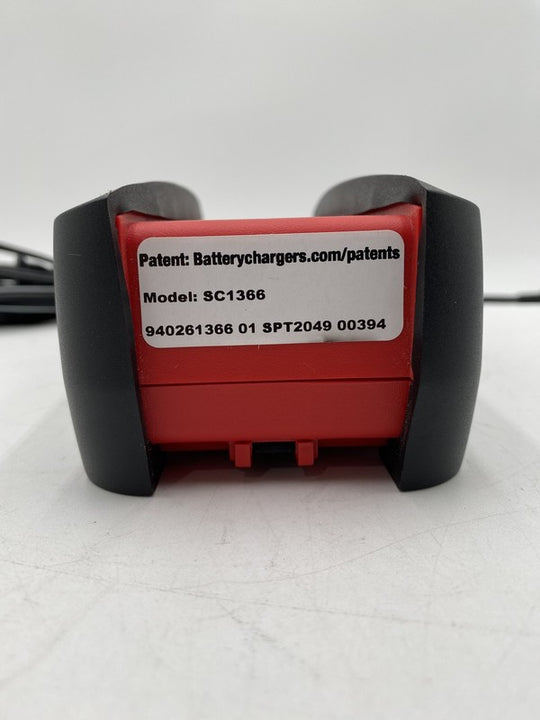 Patent: Batterychargers.com/patents
Model: SC1366
940261366 01 SPT2049 00394